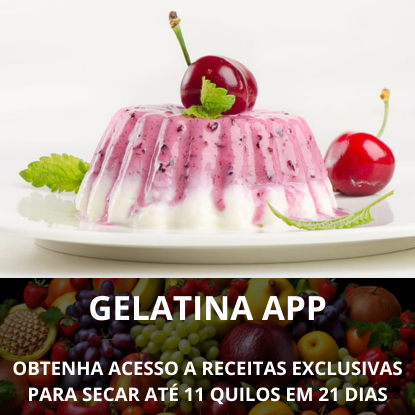 GELATINA APP
OBTENHA ACESSO A RECEITAS EXCLUSIVAS
PARA SECAR ATÉ 11 QUILOS EM 21 DIAS